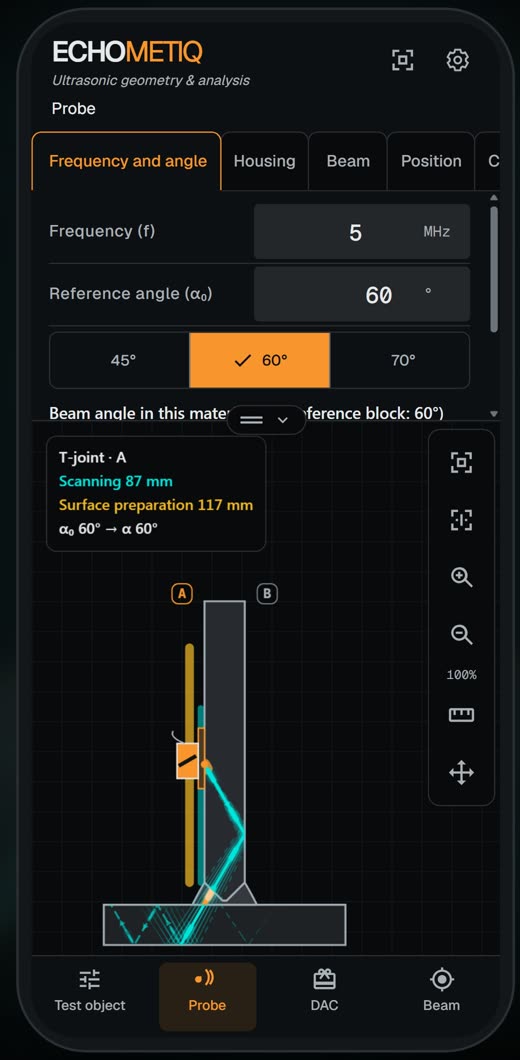 ECHOMETIQ
Ultrasonic geometry & analysis
Probe
Frequency and angle
Housing
Beam
Position
C
Frequency (f)
5 MHz
Reference angle (α₀)
60 °
45°
60°
70°
Beam angle in this mate eference block: 60°)
T-joint · A
Scanning 87 mm
Surface preparation 117 mm
α₀ 60° → α 60°
A
B
100%
Test object
Probe
DAC
Beam